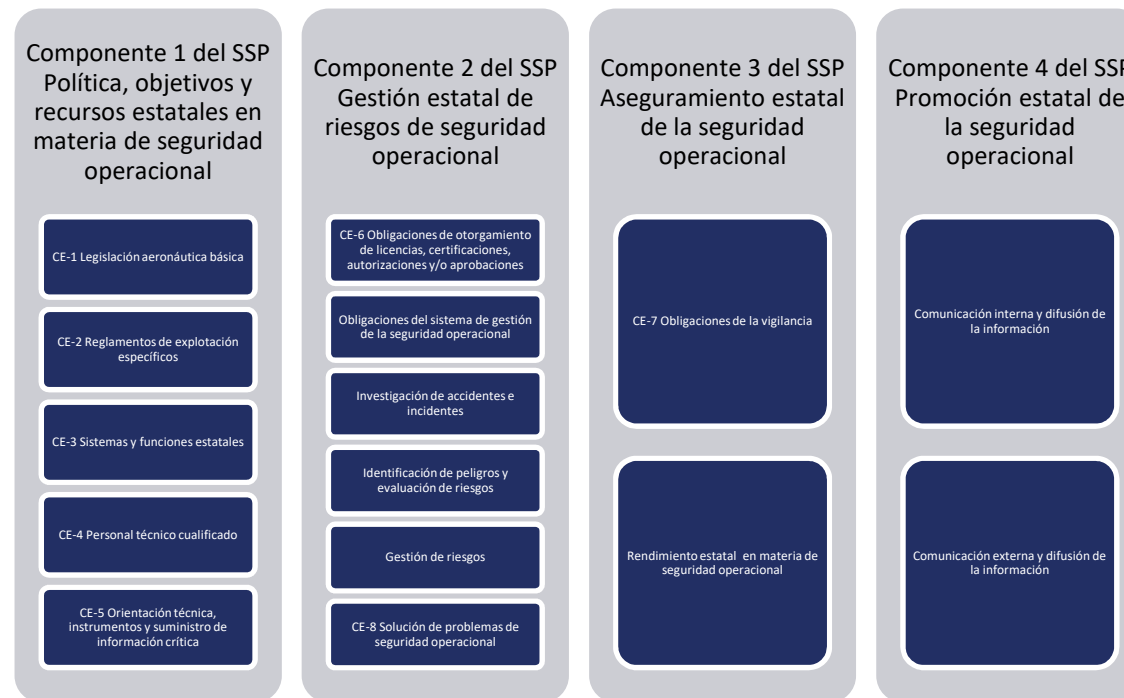 Componente 1 del SSP
Política, objetivos y
recursos estatales en
materia de seguridad
operacional
CE-1 Legislación aeronáutica básica
CE-2 Reglamentos de explotación
específicos
CE-3 Sistemas y funciones estatales
CE-4 Personal técnico cualificado
CE-5 Orientación técnica,
instrumentos y suministro de
información crítica
Componente 2 del SSP
Gestión estatal de
riesgos de seguridad
operacional
CE-6 Obligaciones de otorgamiento
de licencias, certificaciones,
autorizaciones y/o aprobaciones
Obligaciones del sistema de gestión
de la seguridad operacional
Investigación de accidentes e
incidentes
Identificación de peligros y
evaluación de riesgos
Gestión de riesgos
CE-8 Solución de problemas de
seguridad operacional
Componente 3 del SSP
Aseguramiento estatal
de la seguridad
operacional
CE-7 Obligaciones de la vigilancia
Rendimiento estatal en materia de
seguridad operacional
Componente 4 del SSP
Promoción estatal de
la seguridad
operacional
Comunicación interna y difusión de
la información
Comunicación externa y difusión de
la información